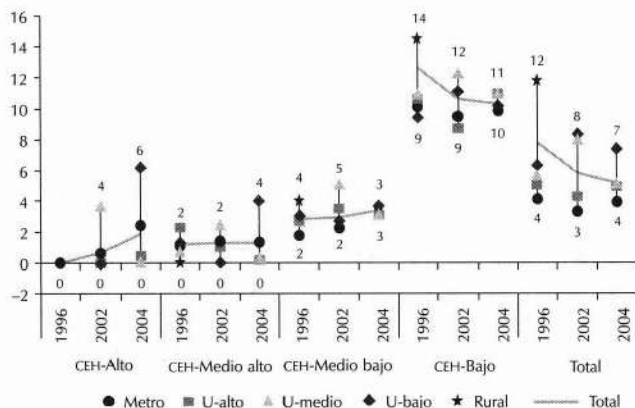 16
14
12
10
8
6
4
2
0
−2
0 0 4 0 6
2 0 2 0 4 0
4 2 5 2 3 3
14 9 12 9 11 10
12 4 8 3 7 4
1996 2002 2004 1996 2002 2004 1996 2002 2004 1996 2002 2004 1996 2002 2004
CEH-Alto CEH-Medio alto CEH-Medio bajo CEH-Bajo Total
Metro U-alto U-medio U-bajo Rural Total